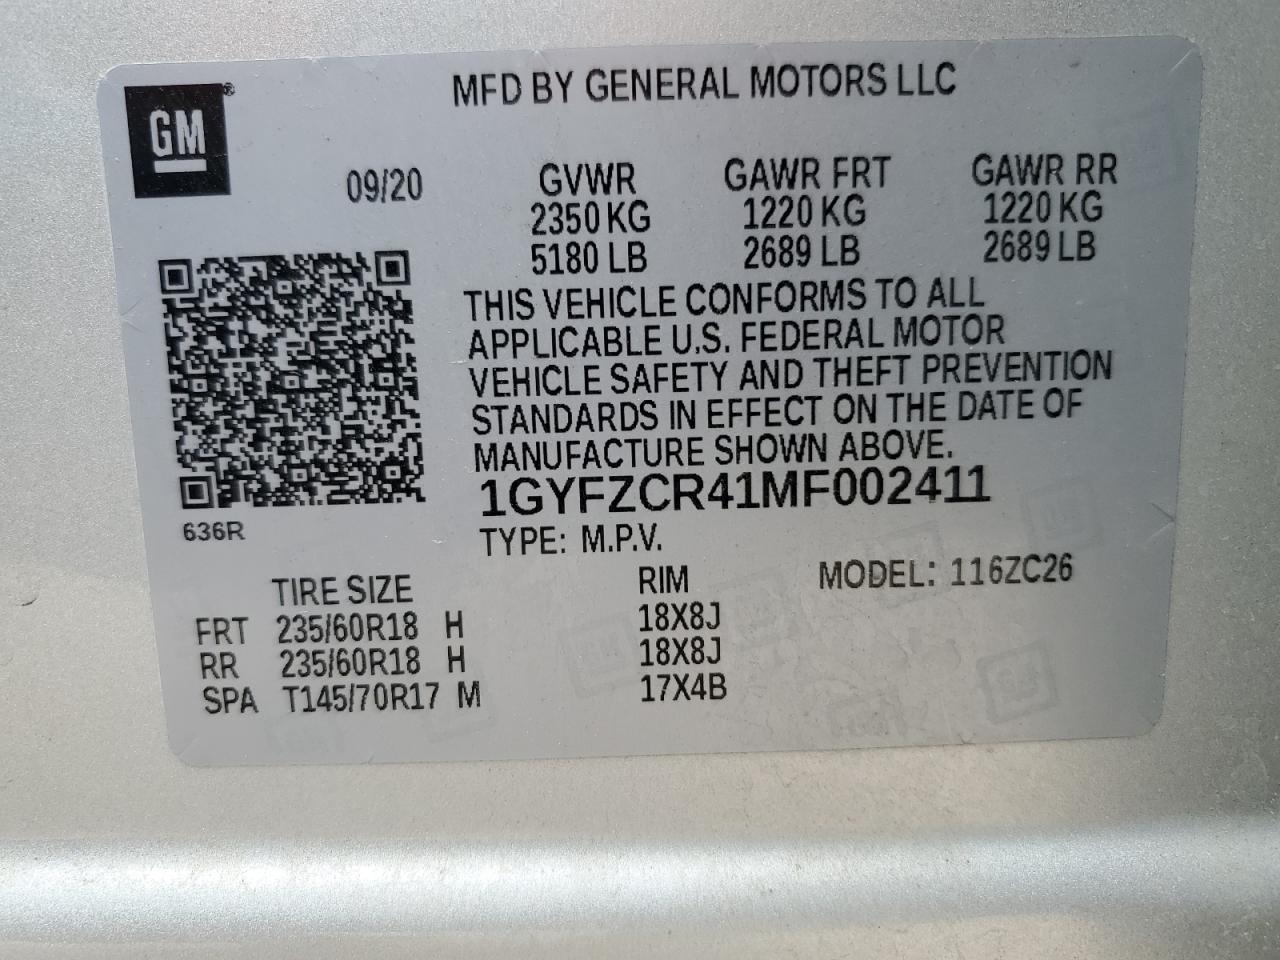 MFD BY GENERAL MOTORS LLC
GM®
09/20
GVWR GAWR FRT GAWR RR
2350 KG 1220 KG 1220 KG
5180 LB 2689 LB 2689 LB
THIS VEHICLE CONFORMS TO ALL
APPLICABLE U.S. FEDERAL MOTOR
VEHICLE SAFETY AND THEFT PREVENTION
STANDARDS IN EFFECT ON THE DATE OF
MANUFACTURE SHOWN ABOVE.
1GYFZCR41MF002411
636R
TYPE: M.P.V.
TIRE SIZE RIM MODEL: 116ZC26
FRT 235/60R18 H 18X8J
RR 235/60R18 H 18X8J
SPA T145/70R17 M 17X4B